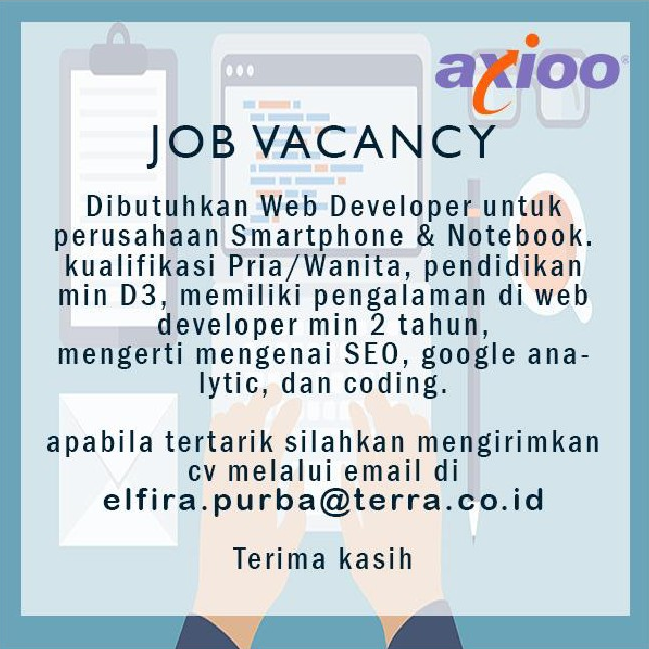 axioo®
JOB VACANCY
Dibutuhkan Web Developer untuk
perusahaan Smartphone & Notebook.
kualifikasi Pria/Wanita, pendidikan
min D3, memiliki pengalaman di web
developer min 2 tahun,
mengerti mengenai SEO, google ana-
lytic, dan coding.
apabila tertarik silahkan mengirimkan
cv melalui email di
elfira.purba@terra.co.id
Terima kasih